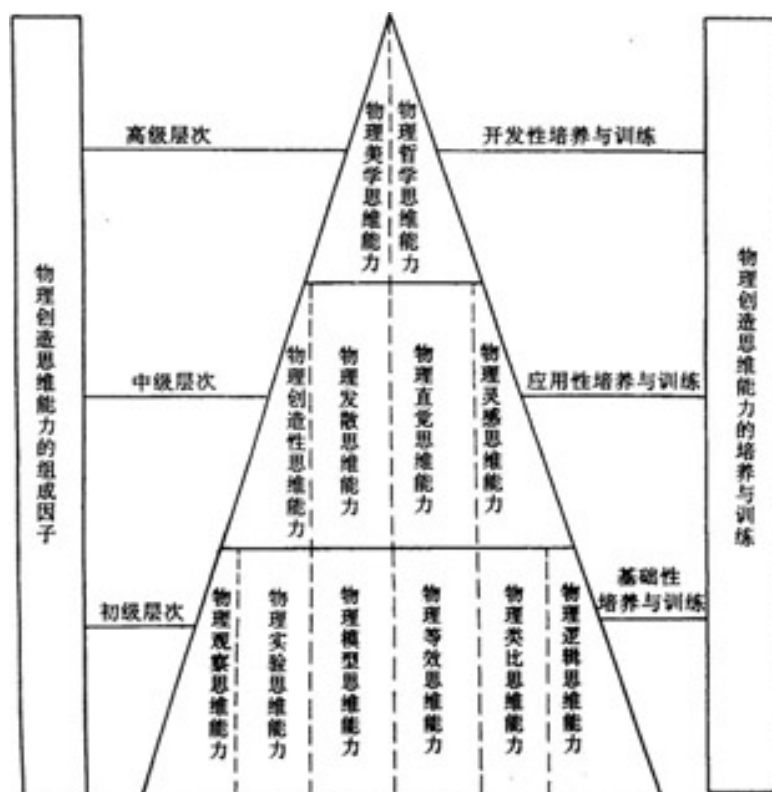 高级层次
物理美学思维能力
物理哲学思维能力
开发性培养与训练
物理创造思维能力的组成因子
中级层次
物理创造性思维能力
物理发散思维能力
物理直觉思维能力
物理灵感思维能力
应用性培养与训练
物理创造思维能力的培养与训练
初级层次
物理观察思维能力
物理实验思维能力
物理模型思维能力
物理等效思维能力
物理类比思维能力
物理逻辑思维能力
基础性
培养与训练